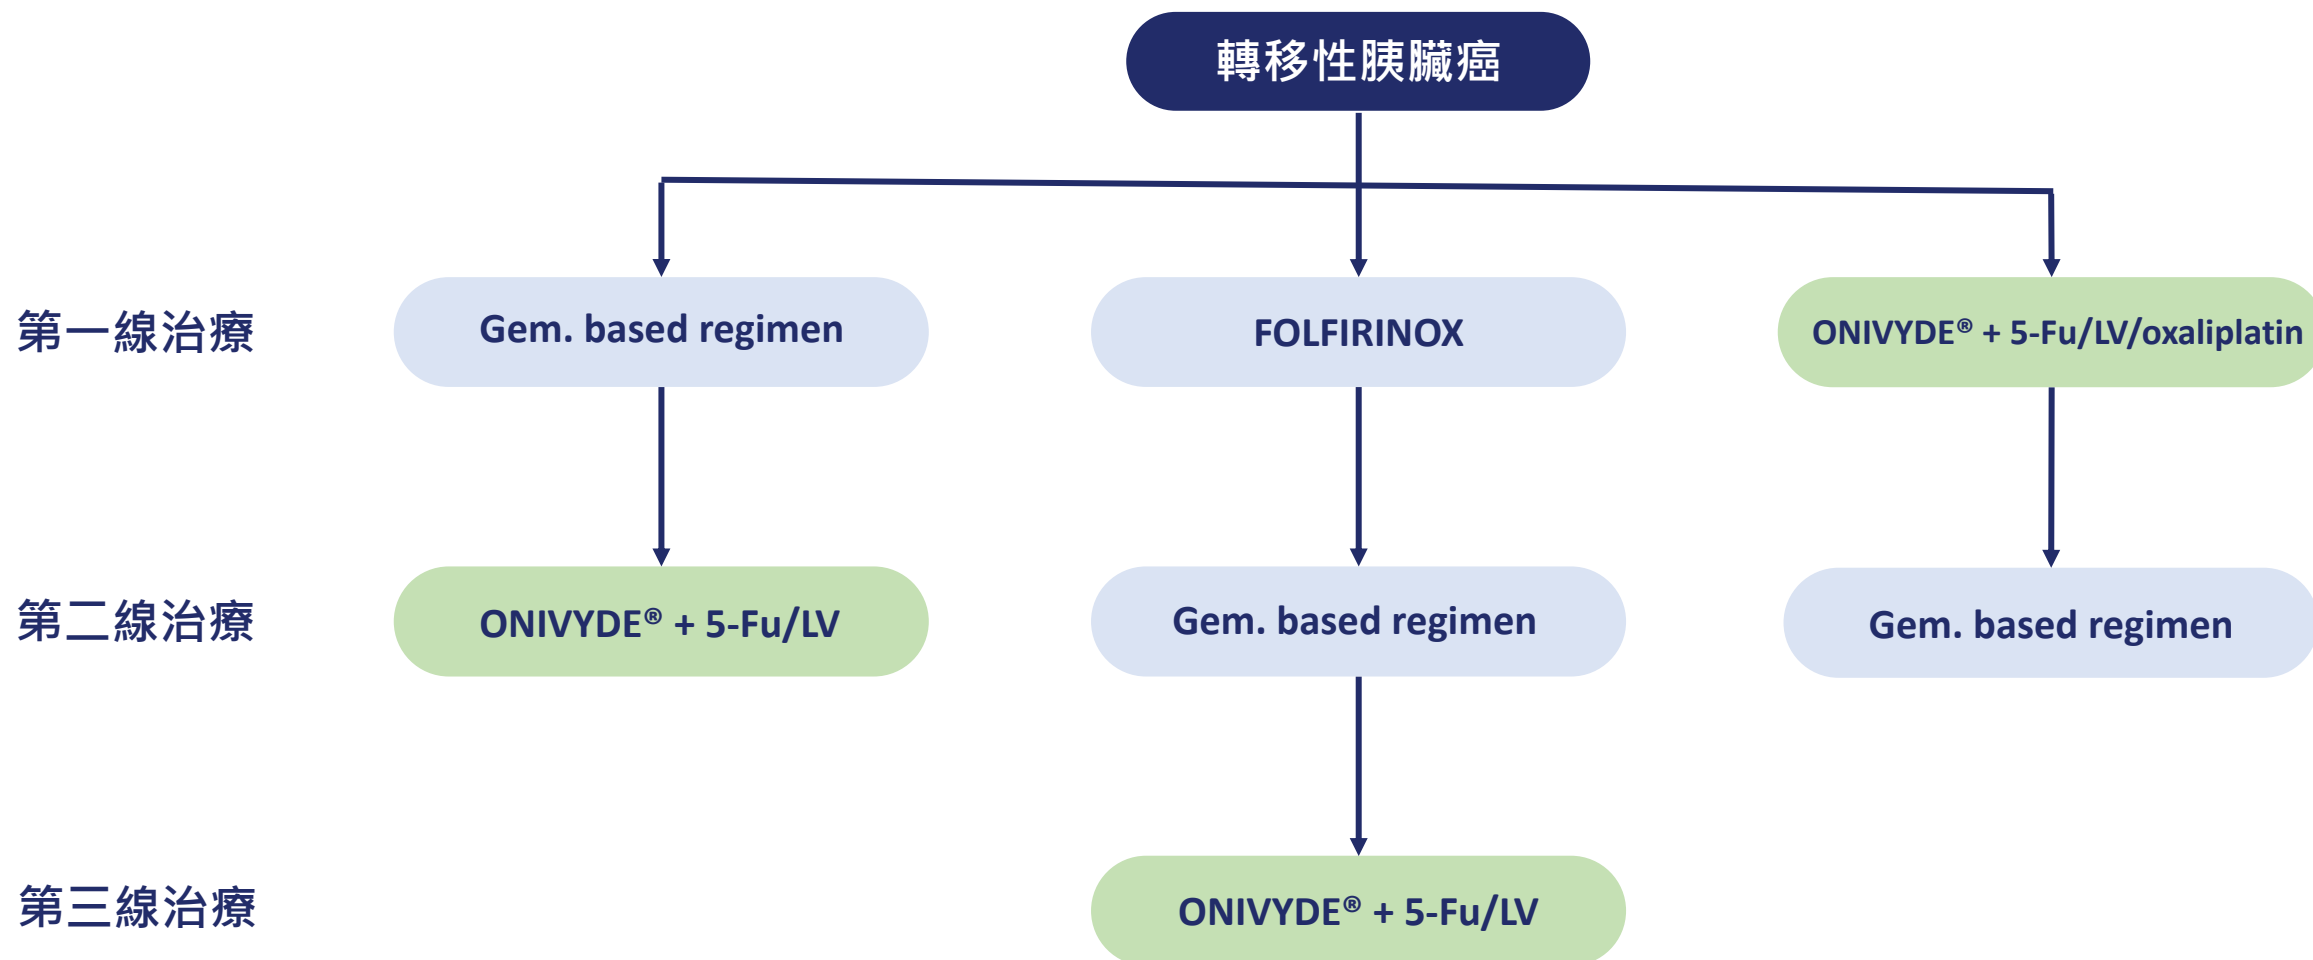 轉移性胰臟癌
第一線治療
Gem. based regimen
FOLFIRINOX
ONIVYDE® + 5-Fu/LV/oxaliplatin
第二線治療
ONIVYDE® + 5-Fu/LV
Gem. based regimen
Gem. based regimen
第三線治療
ONIVYDE® + 5-Fu/LV